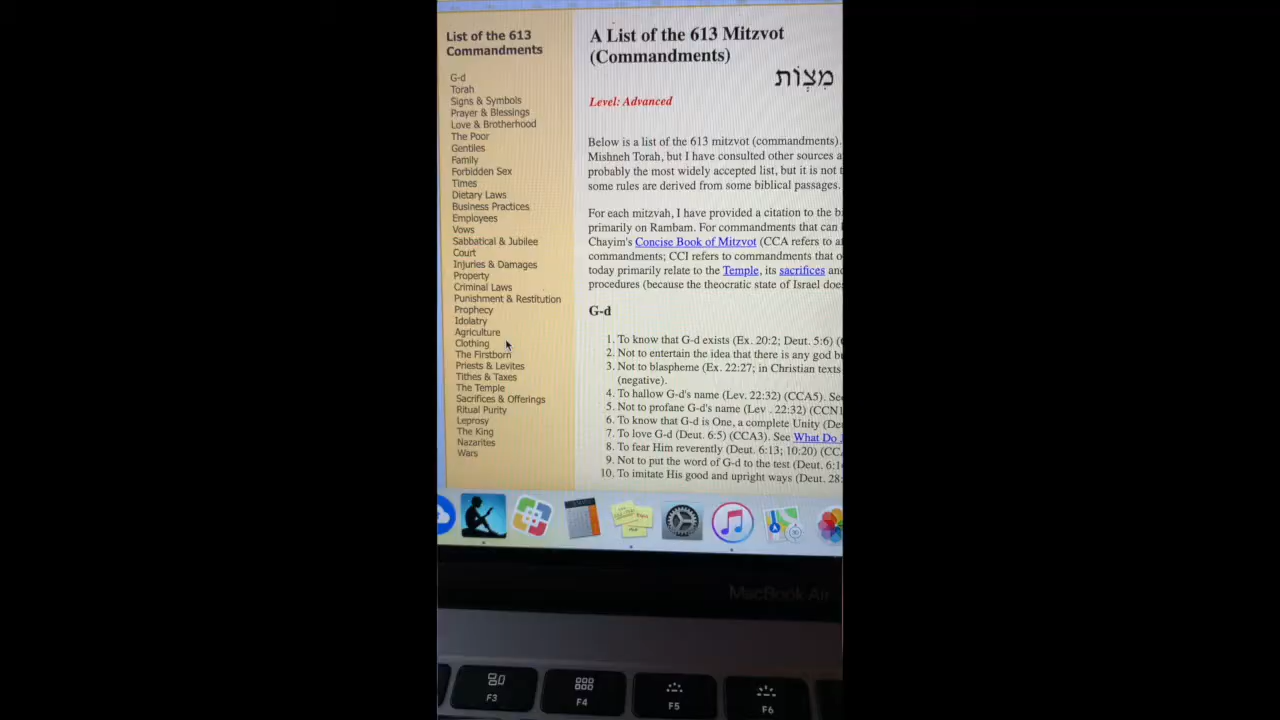 List of the 613
Commandments
G-d
Torah
Signs & Symbols
Prayer & Blessings
Love & Brotherhood
The Poor
Gentiles
Family
Forbidden Sex
Times
Dietary Laws
Business Practices
Employees
Vows
Sabbatical & Jubilee
Court
Injuries & Damages
Property
Criminal Laws
Punishment & Restitution
Prophecy
Idolatry
Agriculture
Clothing
The Firstborn
Priests & Levites
Tithes & Taxes
The Temple
Sacrifices & Offerings
Ritual Purity
Leprosy
The King
Nazarites
Wars
A List of the 613 Mitzvot
(Commandments)
מִצְוֹת
Level: Advanced
Below is a list of the 613 mitzvot (commandments).
Mishneh Torah, but I have consulted other sources a
probably the most widely accepted list, but it is not t
some rules are derived from some biblical passages.
For each mitzvah, I have provided a citation to the bi
primarily on Rambam. For commandments that can
Chayim's Concise Book of Mitzvot (CCA refers to a
commandments; CCI refers to commandments that o
today primarily relate to the Temple, its sacrifices and
procedures (because the theocratic state of Israel doe
G-d
1. To know that G-d exists (Ex. 20:2; Deut. 5:6) (
2. Not to entertain the idea that there is any god b
3. Not to blaspheme (Ex. 22:27; in Christian texts
(negative).
4. To hallow G-d's name (Lev. 22:32) (CCA5). See
5. Not to profane G-d's name (Lev . 22:32) (CCN1
6. To know that G-d is One, a complete Unity (De
7. To love G-d (Deut. 6:5) (CCA3). See What Do
8. To fear Him reverently (Deut. 6:13; 10:20) (CC
9. Not to put the word of G-d to the test (Deut. 6:1
10. To imitate His good and upright ways (Deut. 28:
MacBook Air
F3
F4
F5
F6